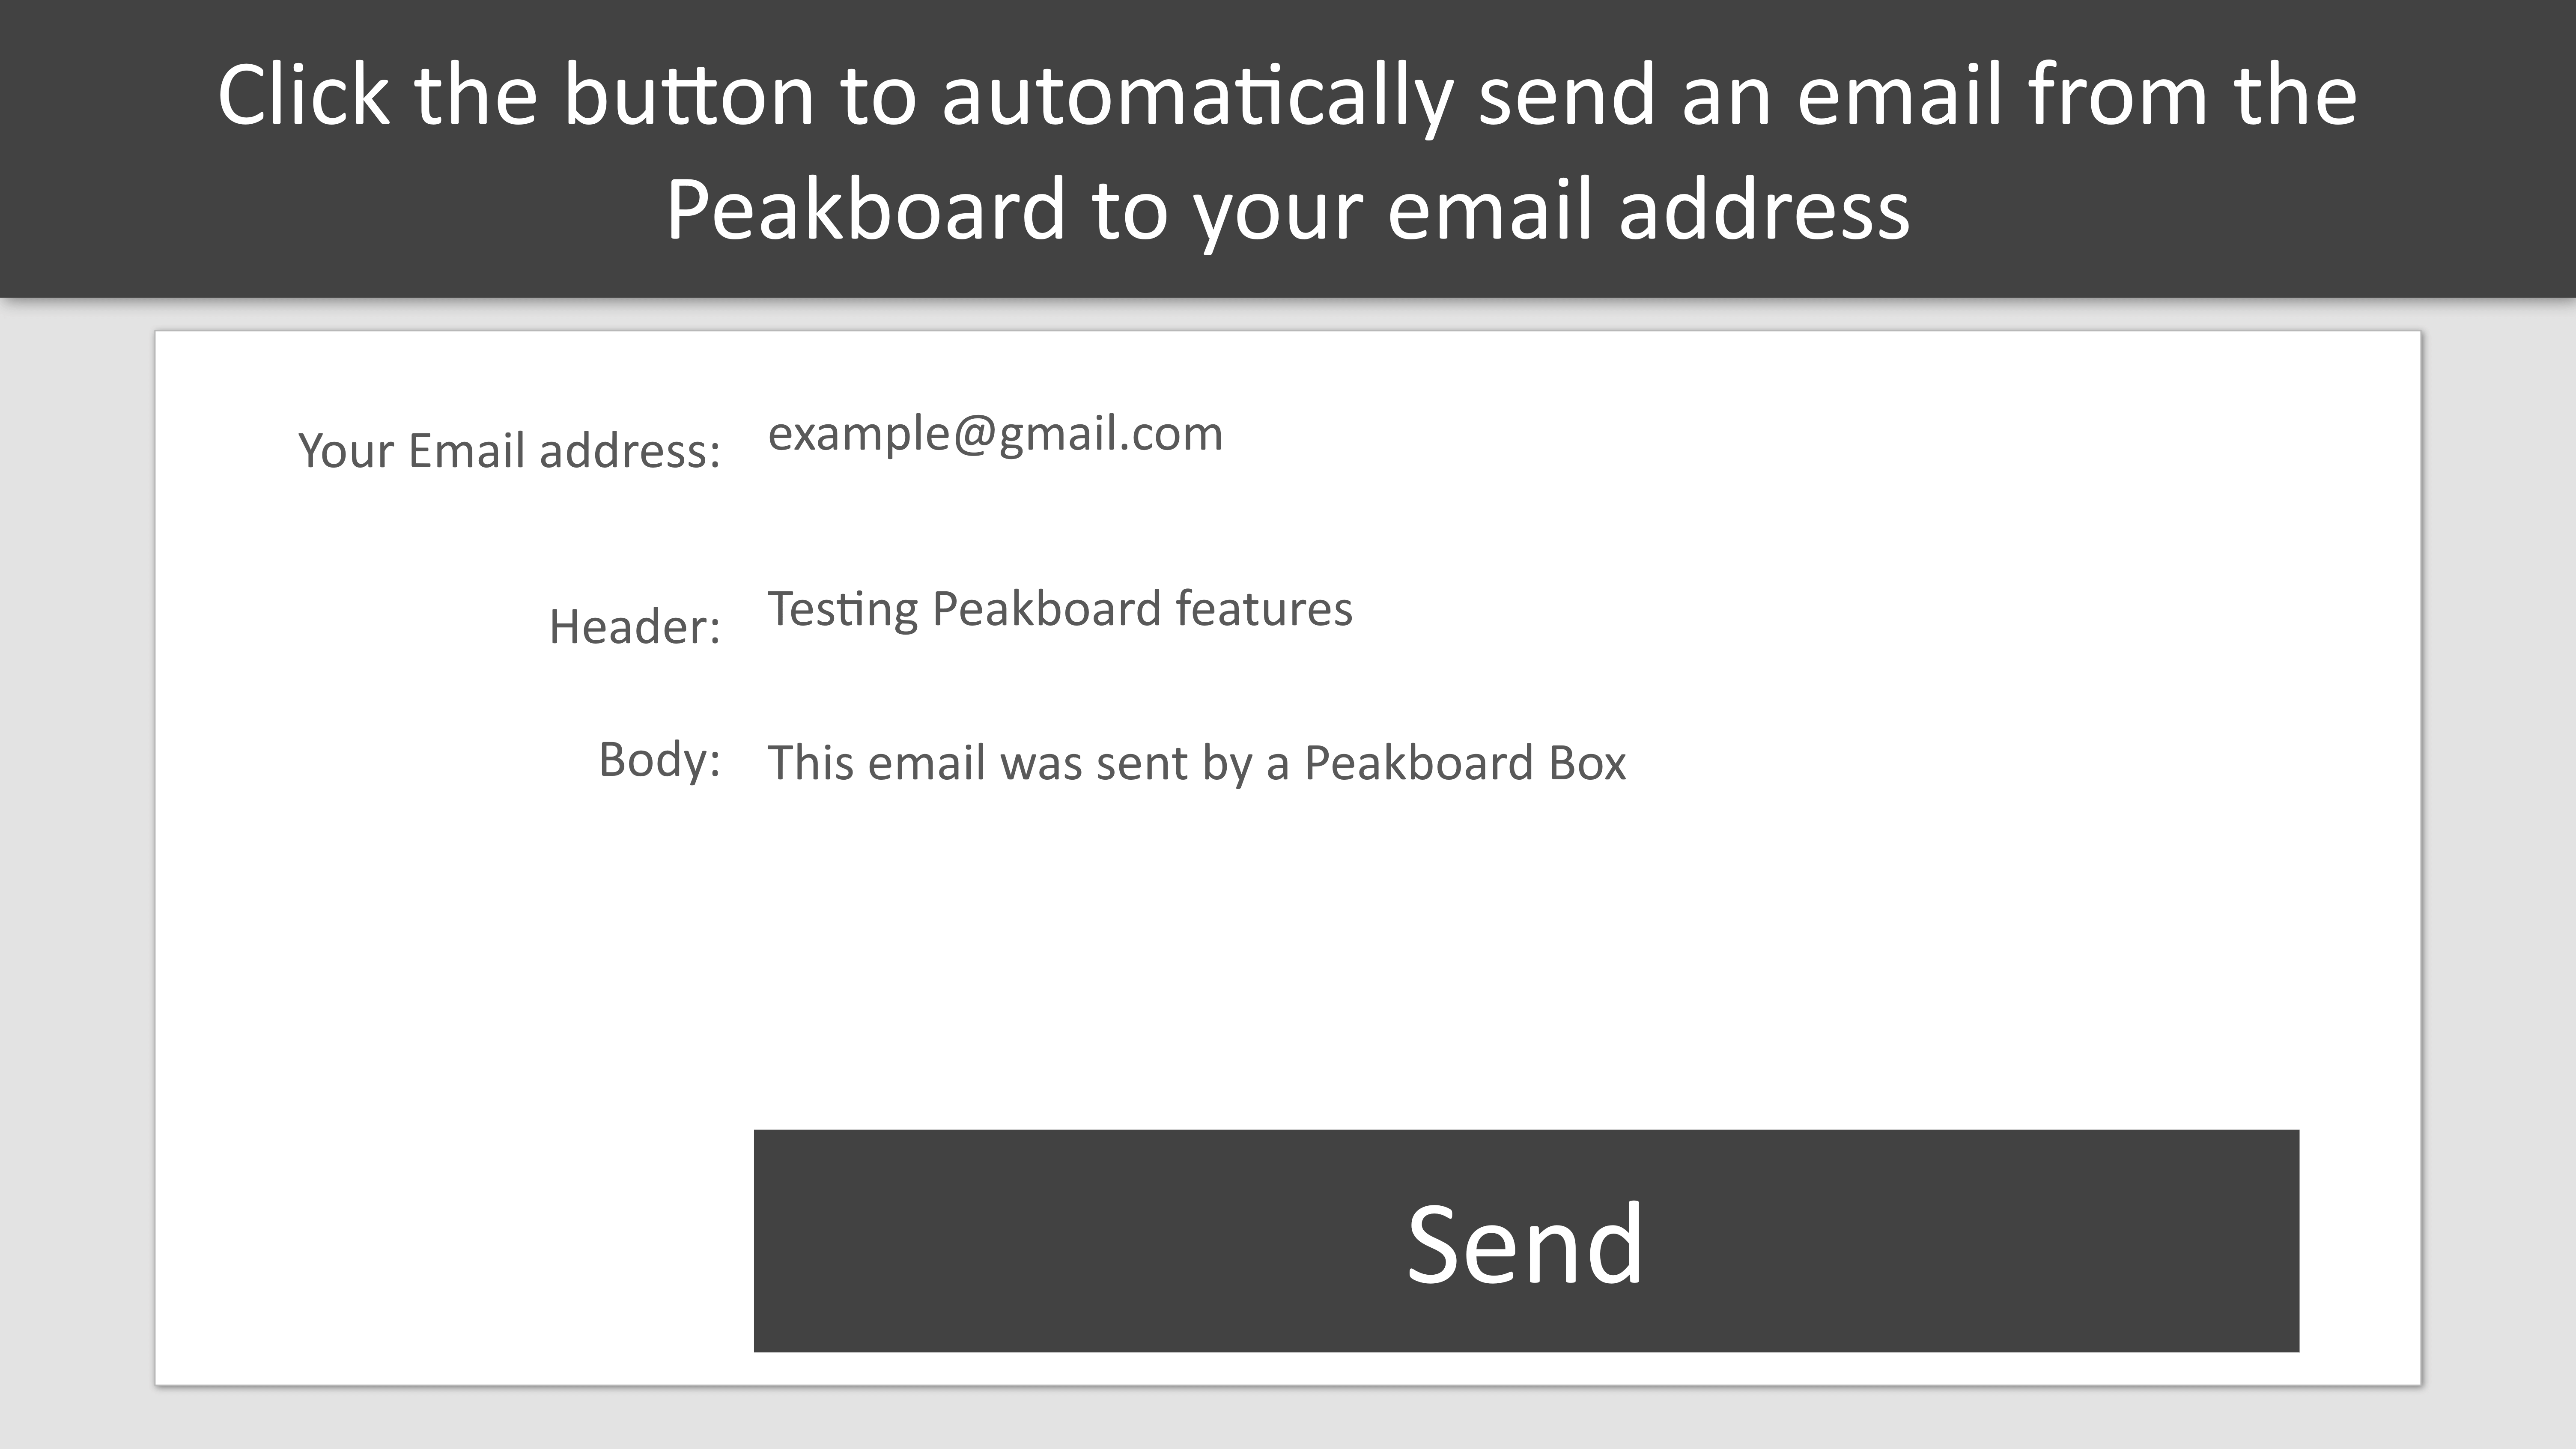 Click the button to automatically send an email from the
Peakboard to your email address
Your Email address: example@gmail.com
Header: Testing Peakboard features
Body: This email was sent by a Peakboard Box
Send